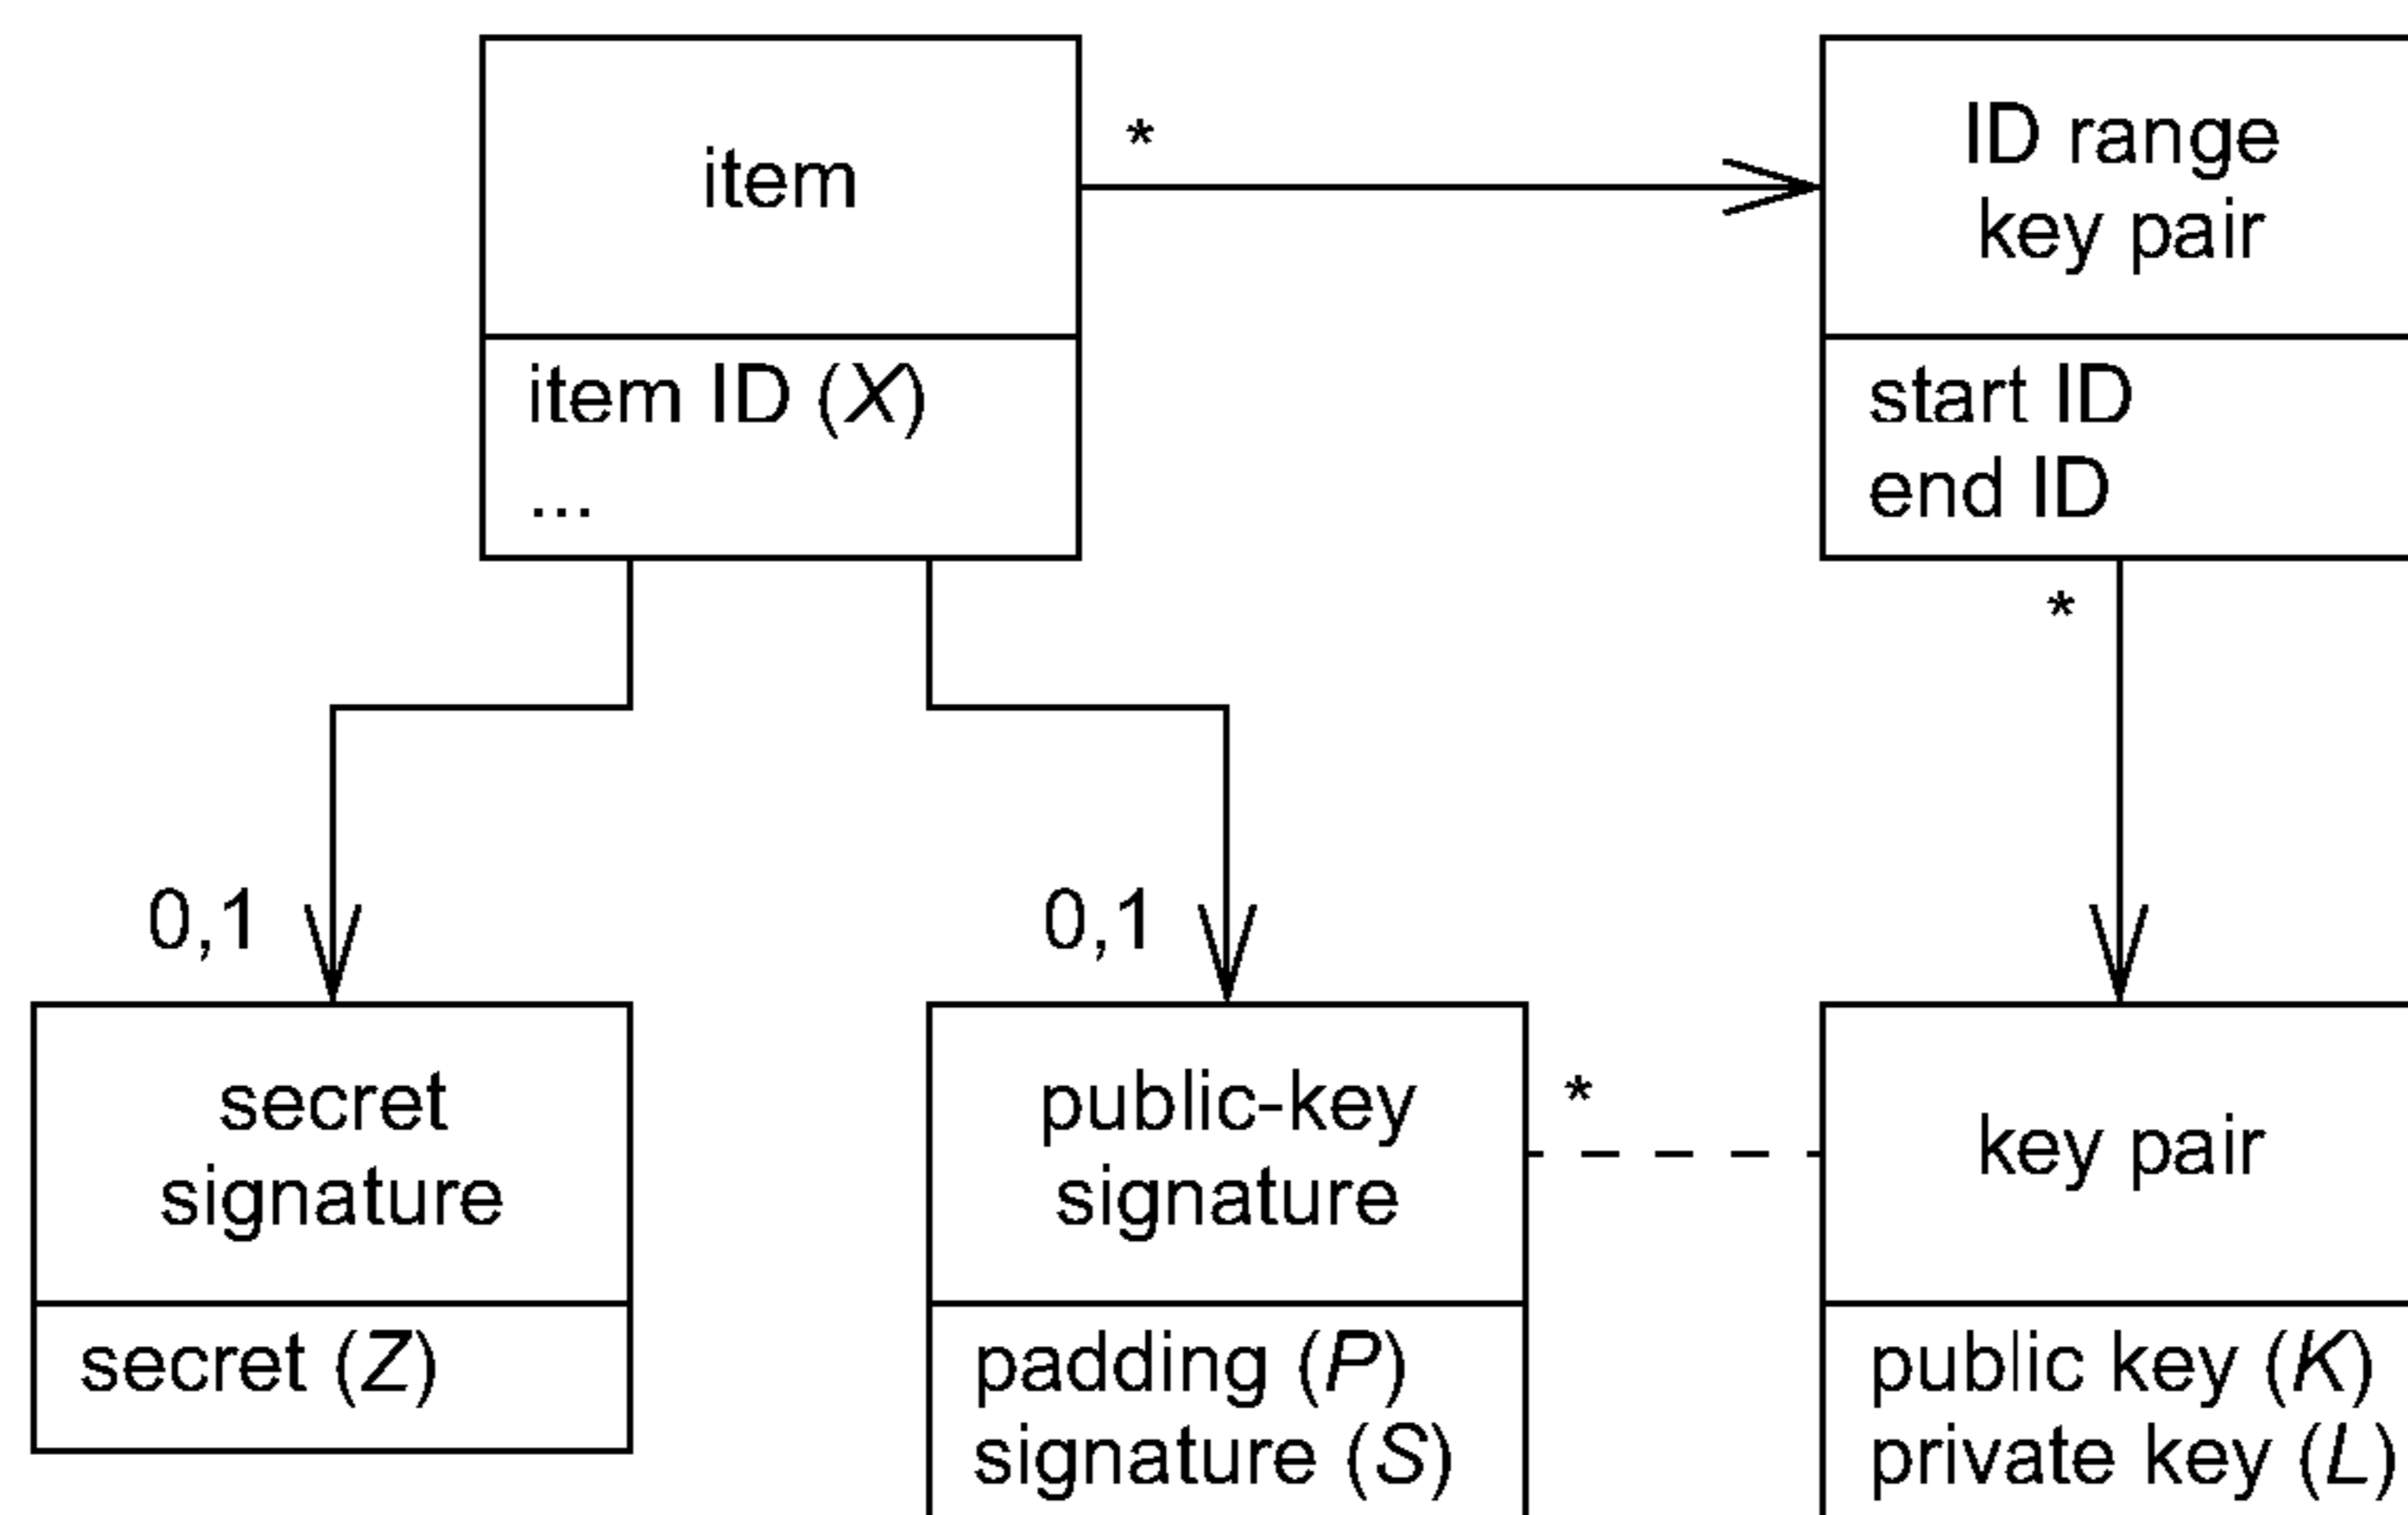 item
*
ID range
key pair
item ID (X)
...
start ID
end ID
*
0,1
0,1
secret
signature
public-key
signature
*
key pair
secret (Z)
padding (P)
signature (S)
public key (K)
private key (L)